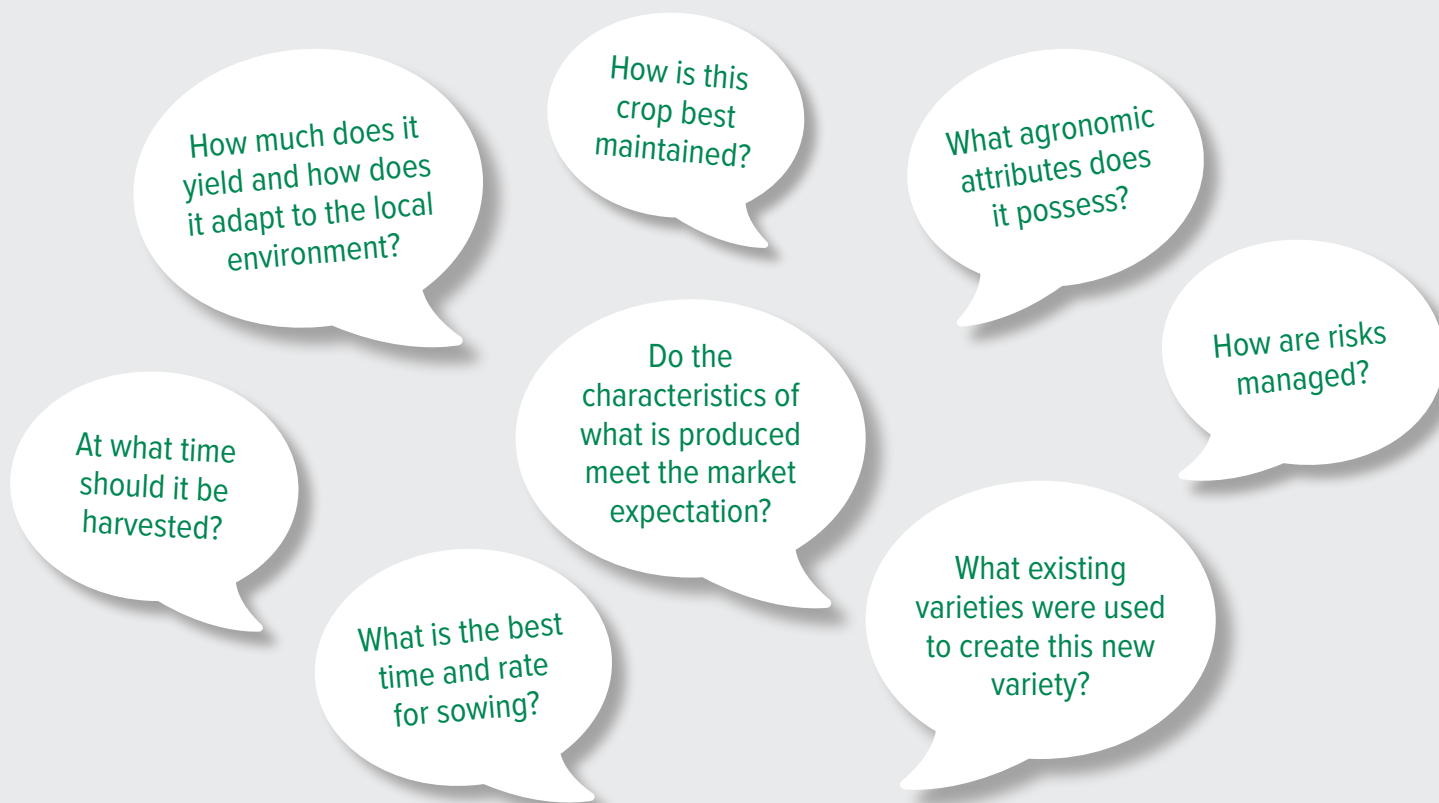 How much does it
yield and how does
it adapt to the local
environment?
How is this
crop best
maintained?
What agronomic
attributes does
it possess?
How are risks
managed?
Do the
characteristics of
what is produced
meet the market
expectation?
At what time
should it be
harvested?
What is the best
time and rate
for sowing?
What existing
varieties were used
to create this new
variety?